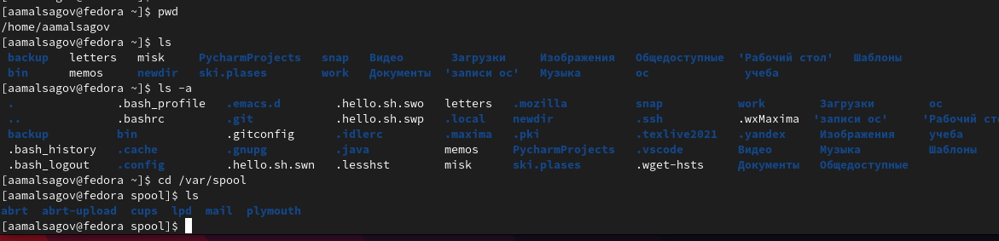 [aamalsagov@fedora ~]$ pwd
/home/aamalsagov
[aamalsagov@fedora ~]$ ls
backup letters misk PycharmProjects snap Видео Загрузки Изображения Общедоступные 'Рабочий стол' Шаблоны
bin memos newdir ski.plases work Документы 'записи ос' Музыка ос учеба
[aamalsagov@fedora ~]$ ls -a
. .bash_profile .emacs.d .hello.sh.swo letters .mozilla snap work Загрузки ос
.. .bashrc .git .hello.sh.swp .local newdir .ssh .wxMaxima 'записи ос' 'Рабочий сто
backup bin .gitconfig .idlerc .maxima .pki .texlive2021 .yandex Изображения учеба
.bash_history .cache .gnupg .java memos PycharmProjects .vscode Видео Музыка Шаблоны
.bash_logout .config .hello.sh.swn .lesshst misk ski.plases .wget-hsts Документы Общедоступные
[aamalsagov@fedora ~]$ cd /var/spool
[aamalsagov@fedora spool]$ ls
abrt abrt-upload cups lpd mail plymouth
[aamalsagov@fedora spool]$